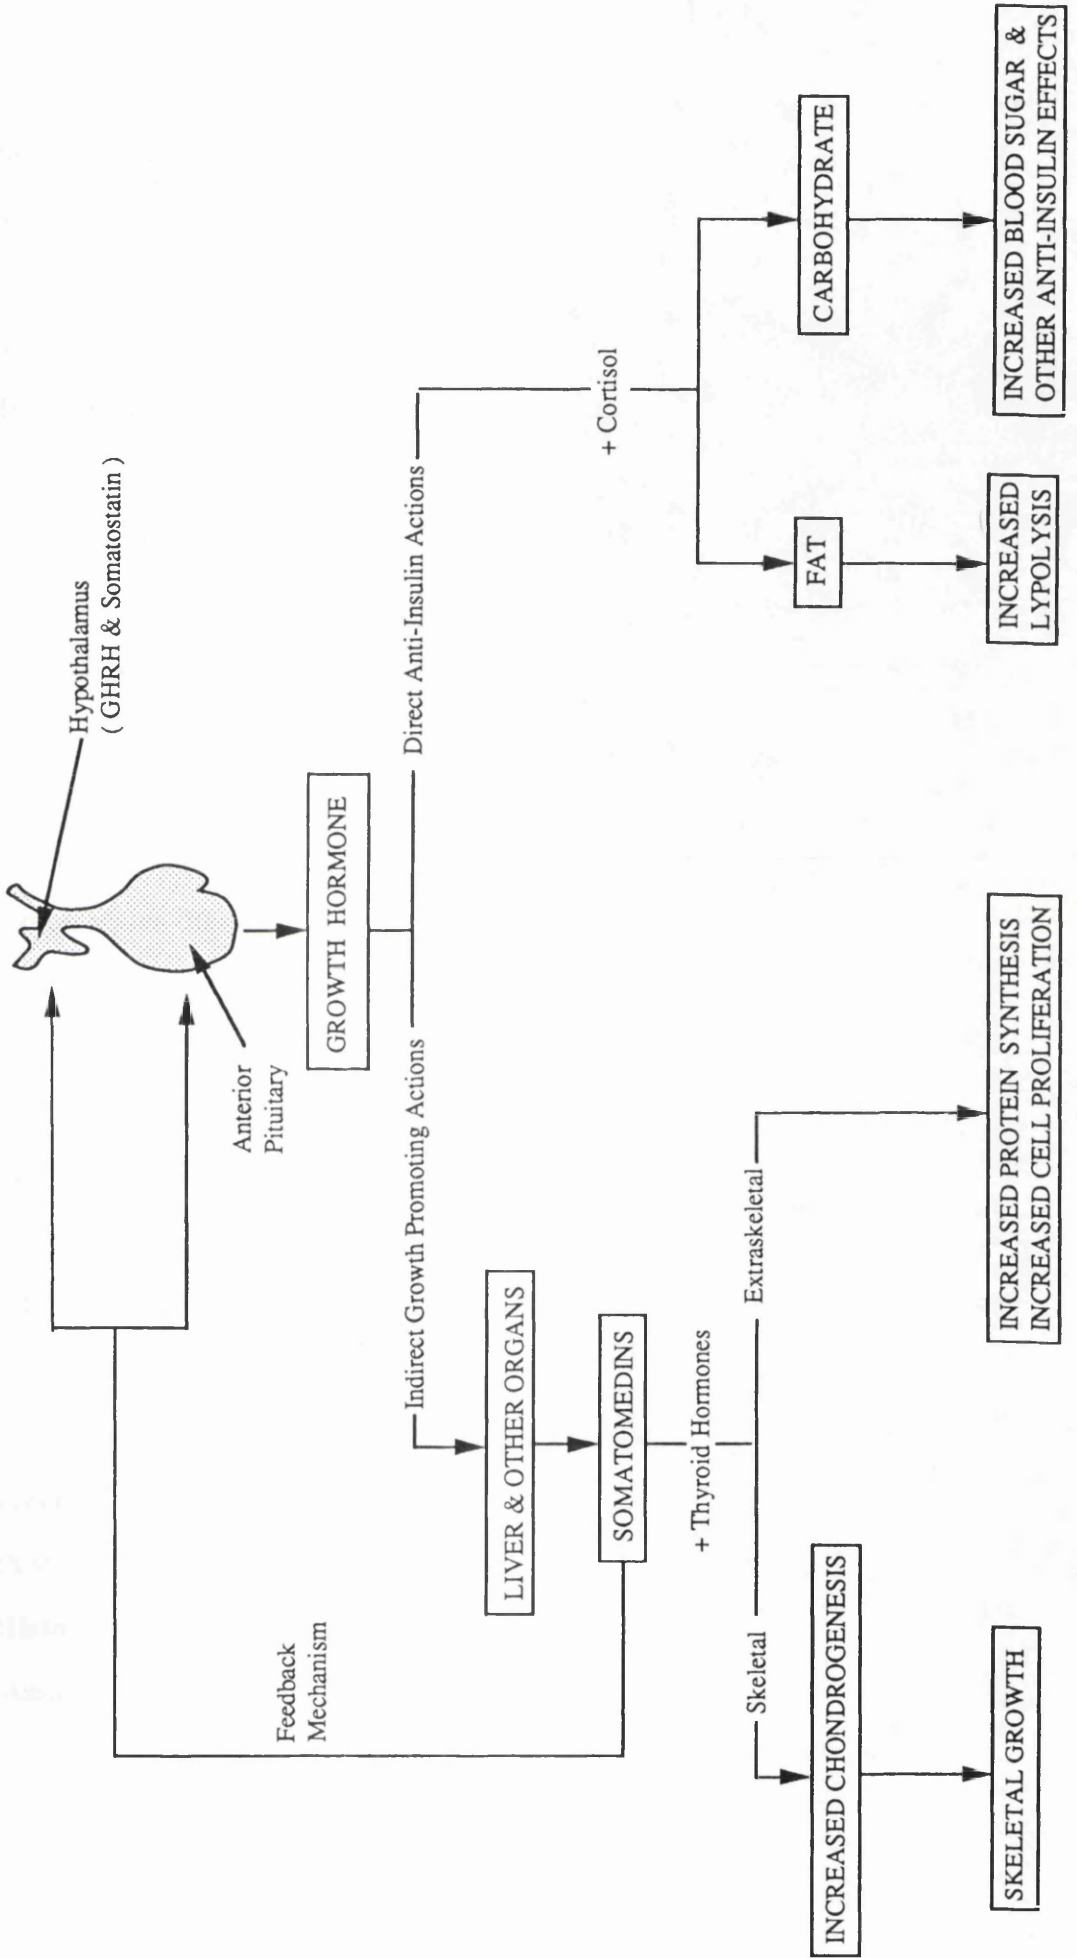 Hypothalamus
( GHRH & Somatostatin )
Anterior
Pituitary
GROWTH HORMONE
Indirect Growth Promoting Actions
Direct Anti-Insulin Actions
Feedback
Mechanism
LIVER & OTHER ORGANS
SOMATOMEDINS
+ Thyroid Hormones
+ Cortisol
Skeletal
Extraskeletal
INCREASED CHONDROGENESIS
FAT
CARBOHYDRATE
SKELETAL GROWTH
INCREASED PROTEIN SYNTHESIS
INCREASED CELL PROLIFERATION
INCREASED
LYPOLYSIS
INCREASED BLOOD SUGAR &
OTHER ANTI-INSULIN EFFECTS